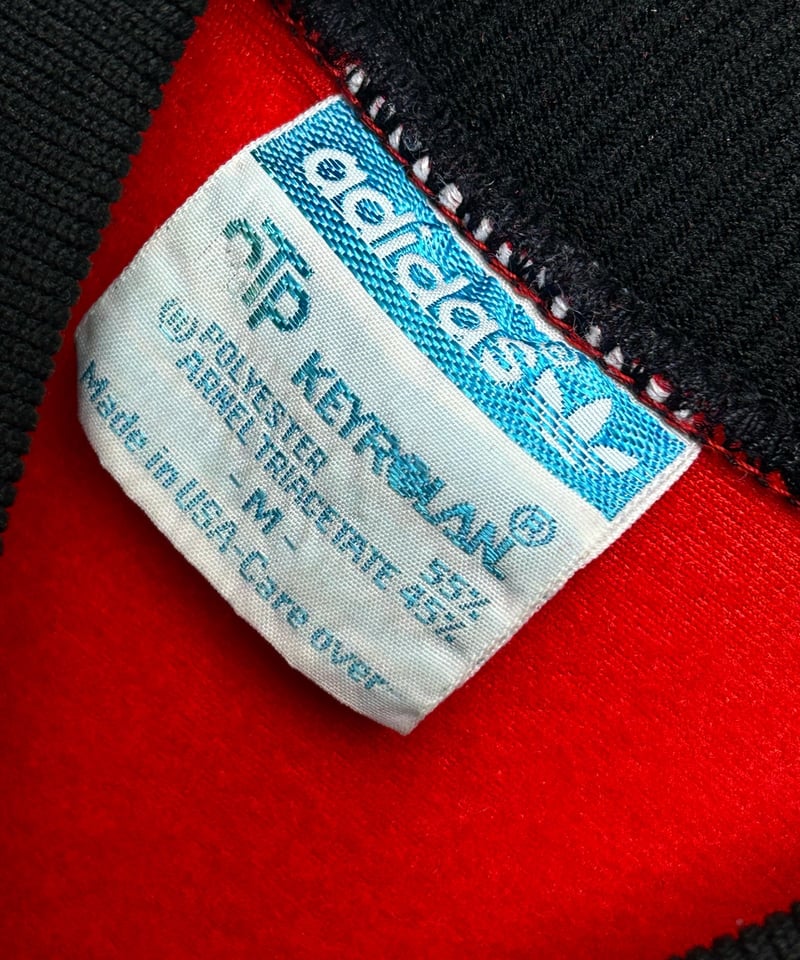 adidas®
ATP
KEYROLAN®
(B) POLYESTER 55%
ARNEL TRIACETATE 45%
- M -
Made in USA-Care over